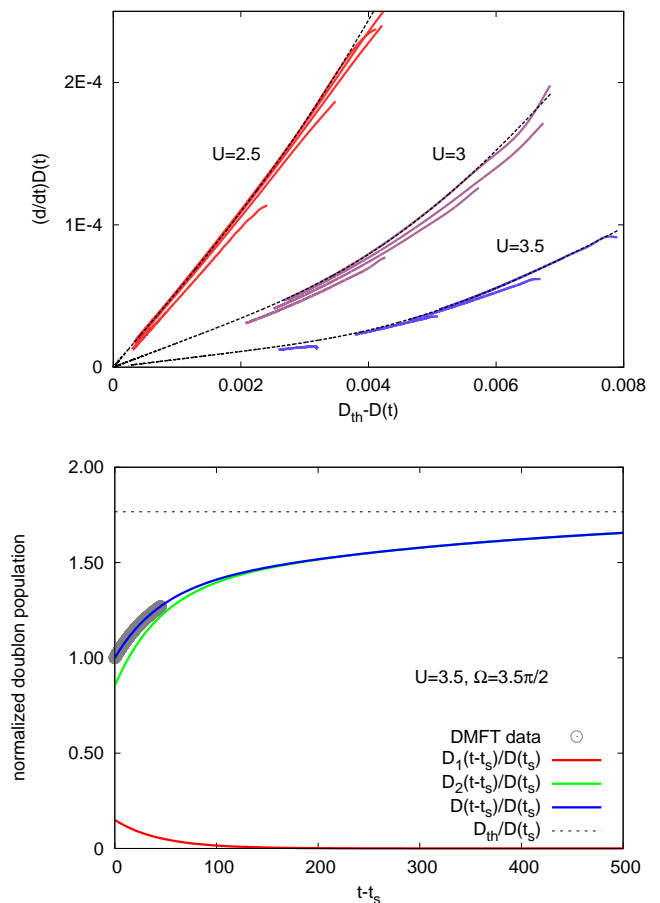 2E-4
1E-4
0
(d/dt)D(t)
U=2.5
U=3
U=3.5
0 0.002 0.004 0.006 0.008
D_th-D(t)
2.00
1.50
1.00
0.50
0
normalized doublon population
U=3.5, Ω=3.5π/2
DMFT data
D_1(t-t_s)/D(t_s)
D_2(t-t_s)/D(t_s)
D(t-t_s)/D(t_s)
D_th/D(t_s)
0 100 200 300 400 500
t-t_s